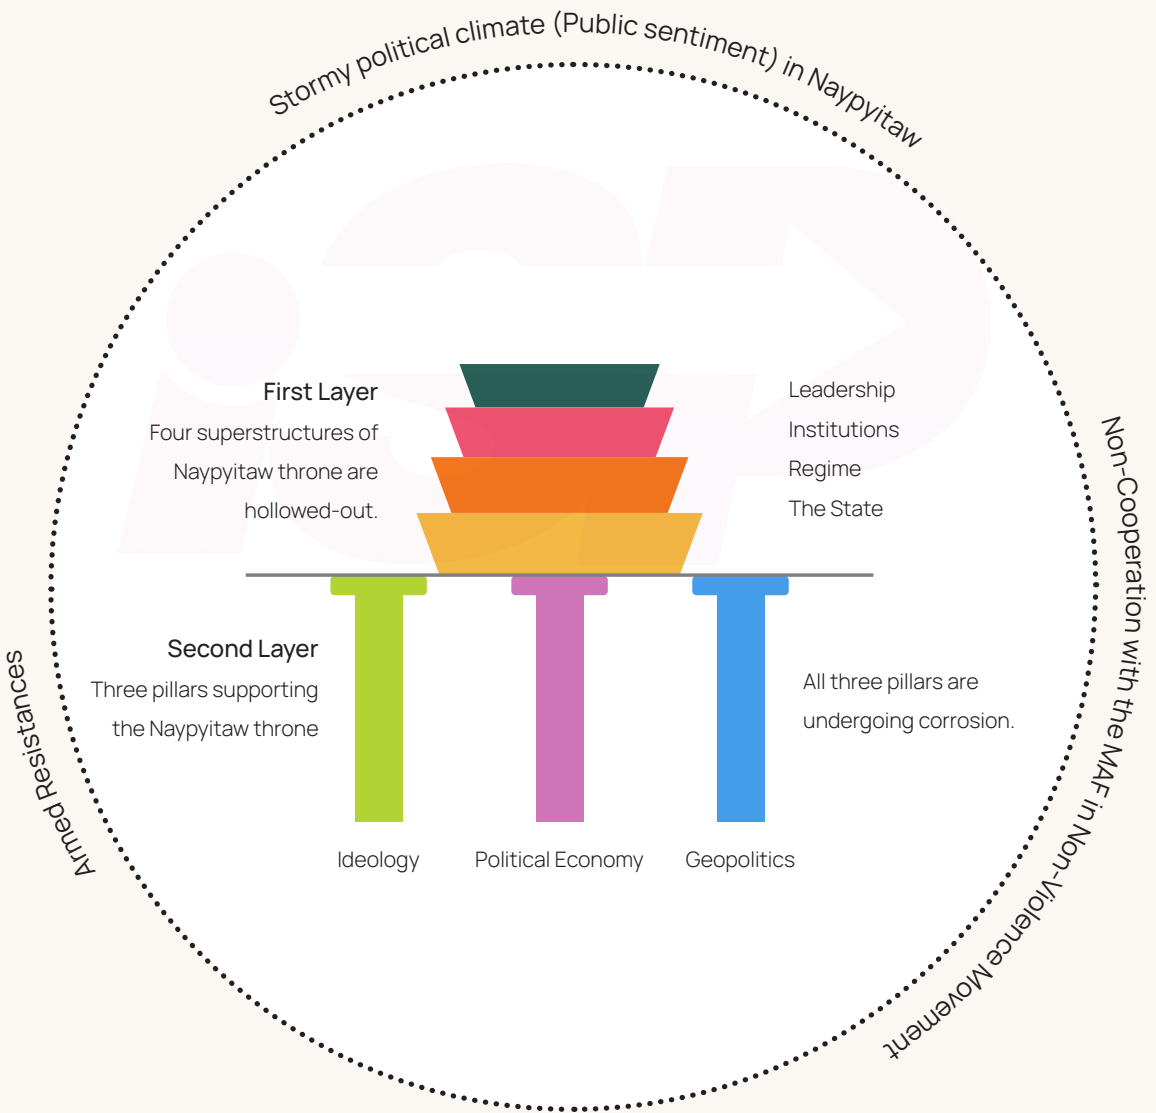 Stormy political climate (Public sentiment) in Naypyitaw
iSP
First Layer
Four superstructures of
Naypyitaw throne are
hollowed-out.
Leadership
Institutions
Regime
The State
Second Layer
Three pillars supporting
the Naypyitaw throne
All three pillars are
undergoing corrosion.
Ideology
Political Economy
Geopolitics
Armed Resistances
Non-Cooperation with the MAF in Non-Violence Movement